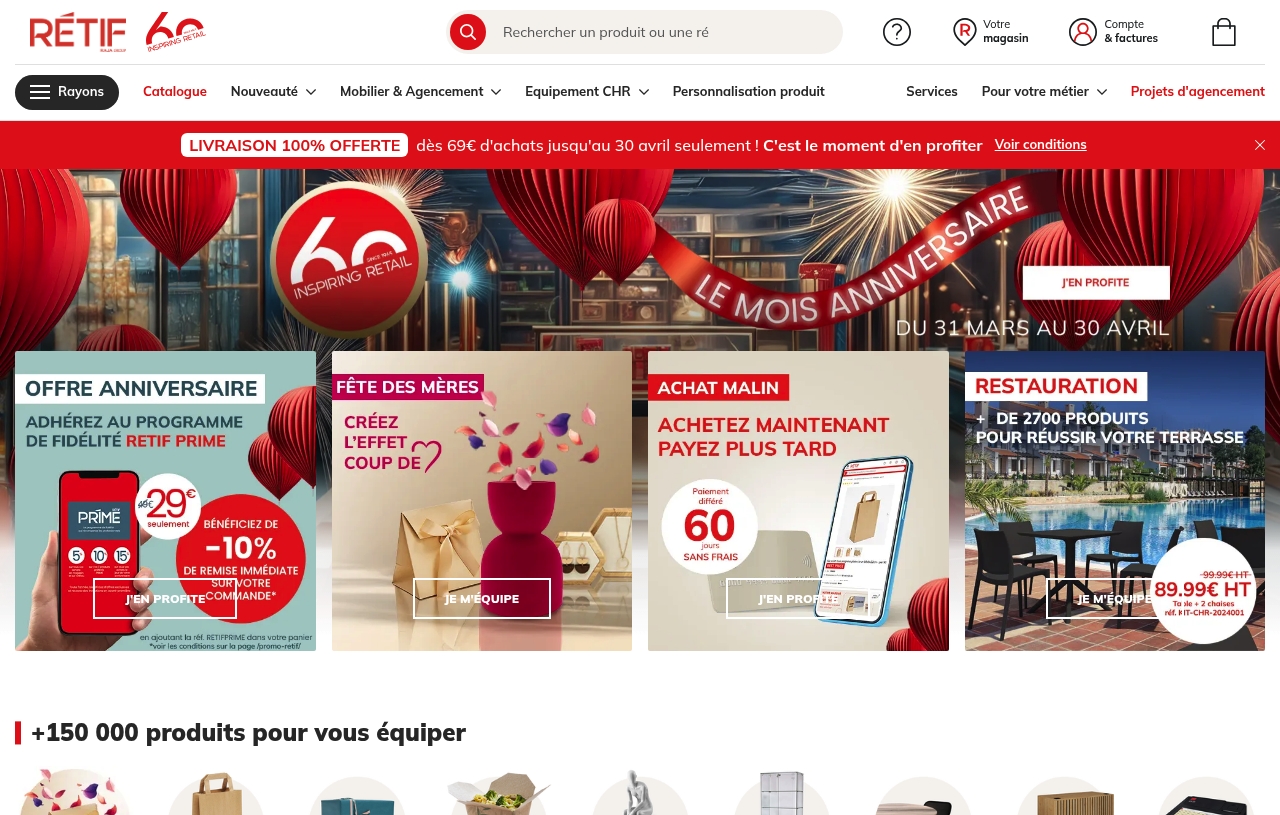 RÉTIF
60
INSPIRING RETAIL
Rechercher un produit ou une ré
Votre
magasin
Compte
& factures
Rayons
Catalogue
Nouveauté
Mobilier & Agencement
Equipement CHR
Personnalisation produit
Services
Pour votre métier
Projets d'agencement
LIVRAISON 100% OFFERTE dès 69€ d'achats jusqu'au 30 avril seulement ! C'est le moment d'en profiter Voir conditions
60
SINCE 1965
INSPIRING RETAIL
LE MOIS ANNIVERSAIRE
J'EN PROFITE
DU 31 MARS AU 30 AVRIL
OFFRE ANNIVERSAIRE
ADHÉREZ AU PROGRAMME
DE FIDÉLITÉ RETIF PRIME
49€ 29€
seulement
PRIME
5€ 10€ 15€
BÉNÉFICIEZ DE
-10%
DE REMISE IMMÉDIATE
SUR VOTRE
COMMANDE*
J'EN PROFITE
en ajoutant la réf. RETIFPRIME dans votre panier
*voir les conditions sur la page /promo-retif/
FÊTE DES MÈRES
CRÉEZ
L'EFFET
COUP DE
JE M'ÉQUIPE
ACHAT MALIN
ACHETEZ MAINTENANT
PAYEZ PLUS TARD
Paiement
différé
60
jours
SANS FRAIS
J'EN PROFITE
RESTAURATION
+ DE 2700 PRODUITS
POUR RÉUSSIR VOTRE TERRASSE
99.99€ HT
89.99€ HT
Table + 2 chaises
réf. KIT-CHR-2024001
JE M'ÉQUIPE
+150 000 produits pour vous équiper